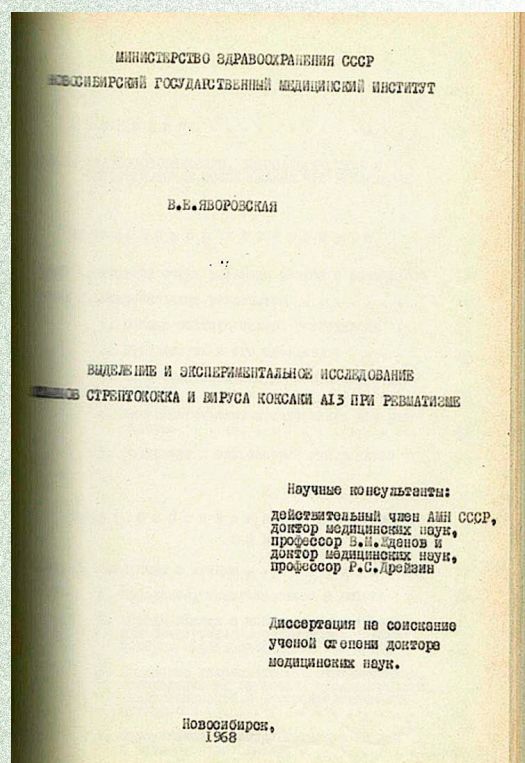 МИНИСТЕРСТВО ЗДРАВООХРАНЕНИЯ СССР
НОВОСИБИРСКИЙ ГОСУДАРСТВЕННЫЙ МЕДИЦИНСКИЙ ИНСТИТУТ
В.Е.ЯВОРОВСКАЯ
ВЫДЕЛЕНИЕ И ЭКСПЕРИМЕНТАЛЬНОЕ ИССЛЕДОВАНИЕ
СТРЕПТОКОККА И ВИРУСА КОКСАКИ А13 ПРИ РЕВМАТИЗМЕ
Научные консультанты:
действительный член АМН СССР,
доктор медицинских наук,
профессор В.М.Жданов и
доктор медицинских наук,
профессор Р.С.Дрейзин
Диссертация на соискание
ученой степени доктора
медицинских наук.
Новосибирск,
1968